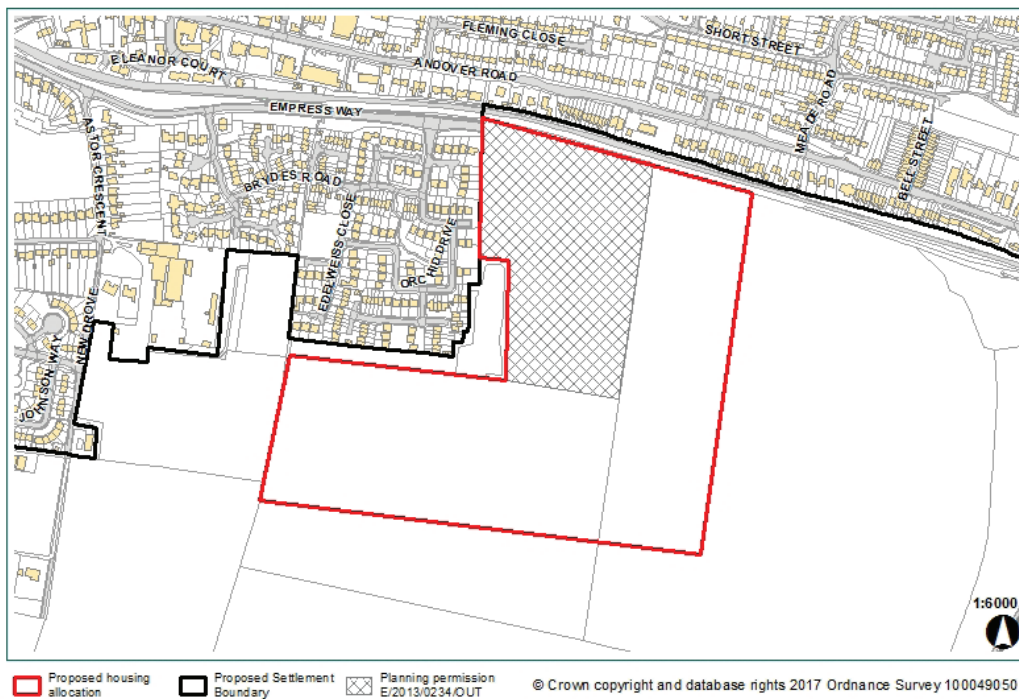 FLEMING CLOSE
SHORT STREET
ELEANOR COURT
ANDOVER ROAD
EMPRESS WAY
MEADE ROAD
BELL STREET
ASTOR CRESCENT
BRYDES ROAD
EDELWEISS CLOSE
ORCHID DRIVE
NEW DROVE
JOHNSON WAY
1:6000
Proposed housing
allocation
Proposed Settlement
Boundary
Planning permission
E/2013/0234/OUT
© Crown copyright and database rights 2017 Ordnance Survey 100049050